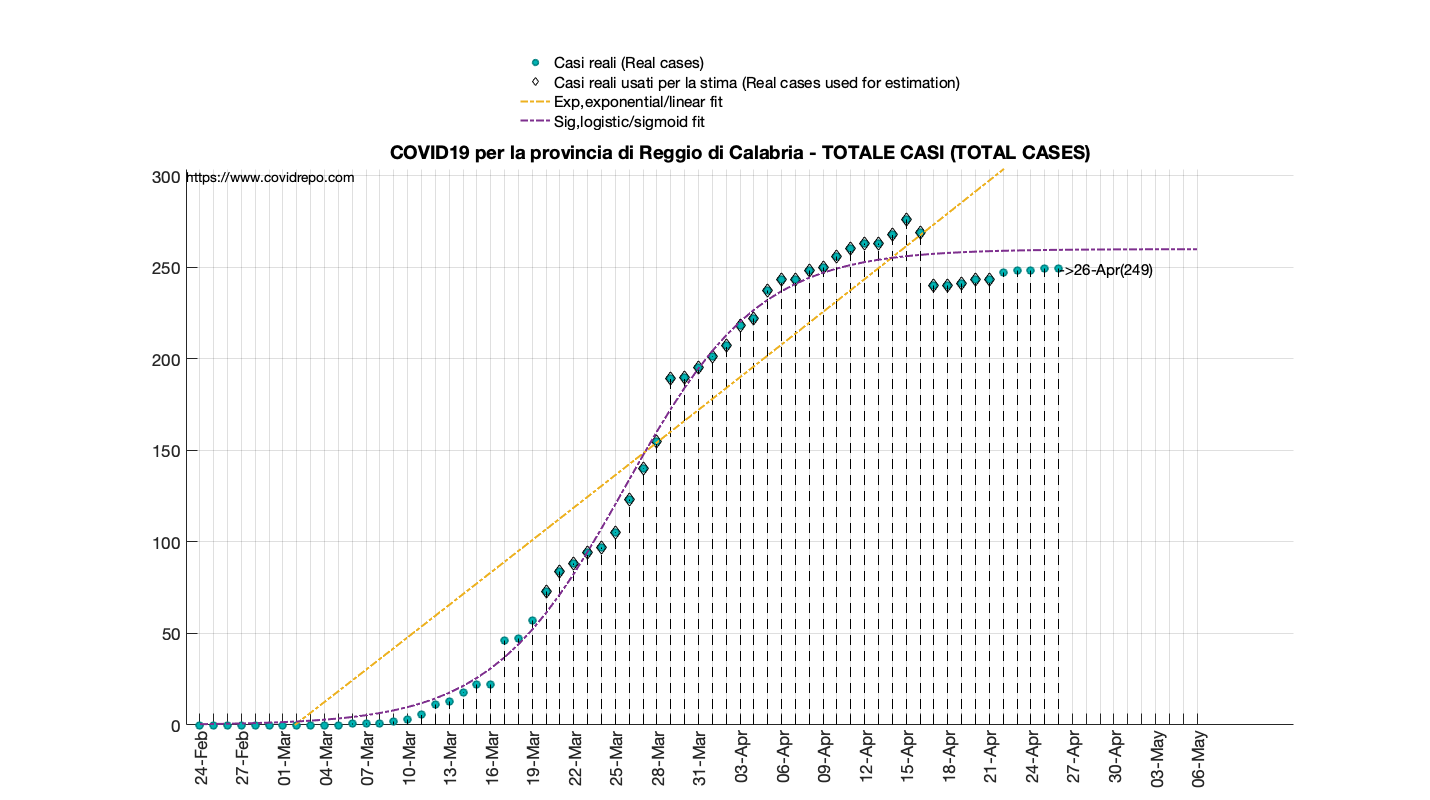 Casi reali (Real cases)
Casi reali usati per la stima (Real cases used for estimation)
Exp,exponential/linear fit
Sig,logistic/sigmoid fit
COVID19 per la provincia di Reggio di Calabria - TOTALE CASI (TOTAL CASES)
https://www.covidrepo.com
300
250
200
150
100
50
0
>26-Apr(249)
24-Feb
27-Feb
01-Mar
04-Mar
07-Mar
10-Mar
13-Mar
16-Mar
19-Mar
22-Mar
25-Mar
28-Mar
31-Mar
03-Apr
06-Apr
09-Apr
12-Apr
15-Apr
18-Apr
21-Apr
24-Apr
27-Apr
30-Apr
03-May
06-May